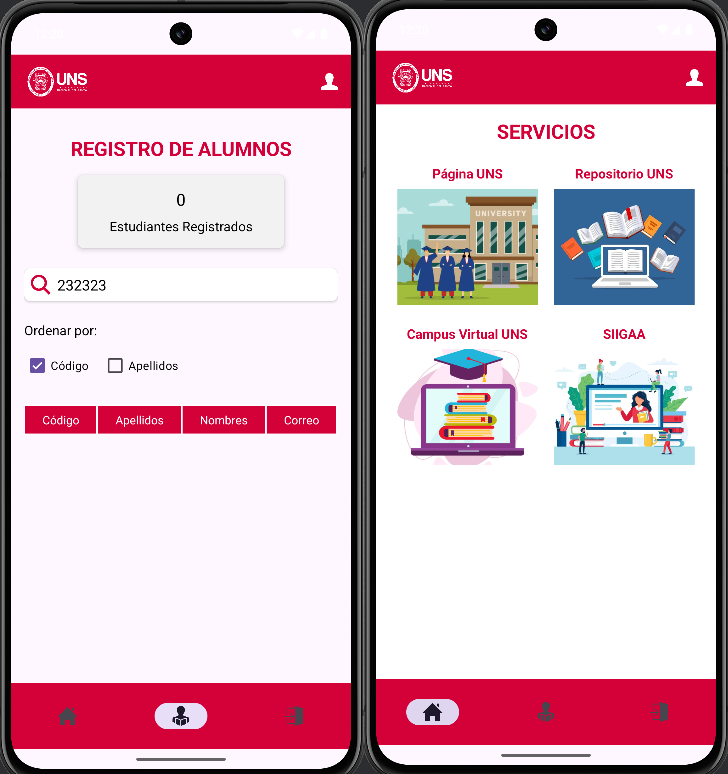 UNS
REGISTRO DE ALUMNOS
0
Estudiantes Registrados
232323
Ordenar por:
Código
Apellidos
Código Apellidos Nombres Correo
UNS
SERVICIOS
Página UNS
Repositorio UNS
UNIVERSITY
Campus Virtual UNS
SIIGAA